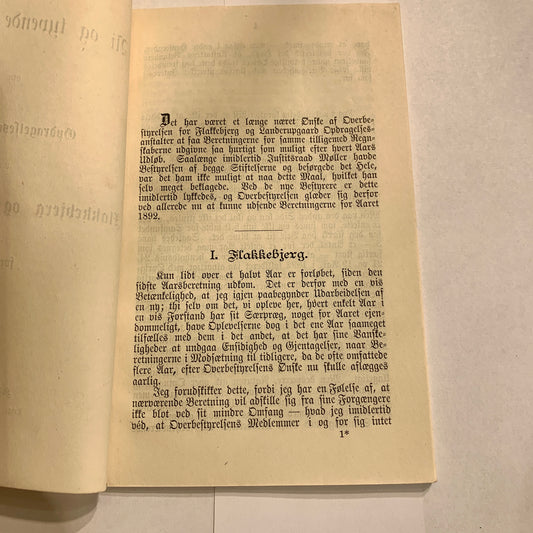 Det har været et længe næret Ønske af Overbe-
styrelsen for Flakkebjerg og Landerupgaard Opdragelses-
anstalter at faa Beretningerne for samme tilligemed Regn-
skaberne udgivne saa hurtigt som muligt efter hvert Aars
Udløb. Saalænge imidlertid Justitsraad Møller havde
Bestyrelsen af begge Stiftelserne og besørgede det Hele,
var det ham ikke muligt at naa dette Maal, hvilket han
selv meget beklagede. Ved de nye Bestyrere er dette
imidlertid lykkedes, og Overbestyrelsen glæder sig derfor
ved allerede nu at kunne udsende Beretningerne for Aaret
1892.
I. Flakkebjerg.
Kun lidt over et halvt Aar er forløbet, siden den
sidste Aarsberetning udkom. Det er derfor med en vis
Betænkelighed, at jeg igjen paabegynder Udarbeidelsen af
en ny; thi selv om det, vi opleve her, hvert enkelt Aar i
en vis Forstand har sit Særpræg, noget for Aaret ejen-
dommeligt, have Oplevelserne dog i det ene Aar saameget
tilfælles med dem i det andet, at det har sine Vanske-
ligheder at undgaa Ensidighed og Gjentagelser, naar Be-
retningerne i Modsætning til tidligere, da de ofte omfattede
flere Aar, efter Overbestyrelsens Ønske nu skulle aflægges
aarlig.
Jeg forudskikker dette, fordi jeg har en Følelse af, at
nærværende Beretning vil adskille sig fra sine Forgængere
ikke blot ved sit mindre Omfang — hvad jeg imidlertid
véd, at Overbestyrelsens Medlemmer i og for sig intet
1*